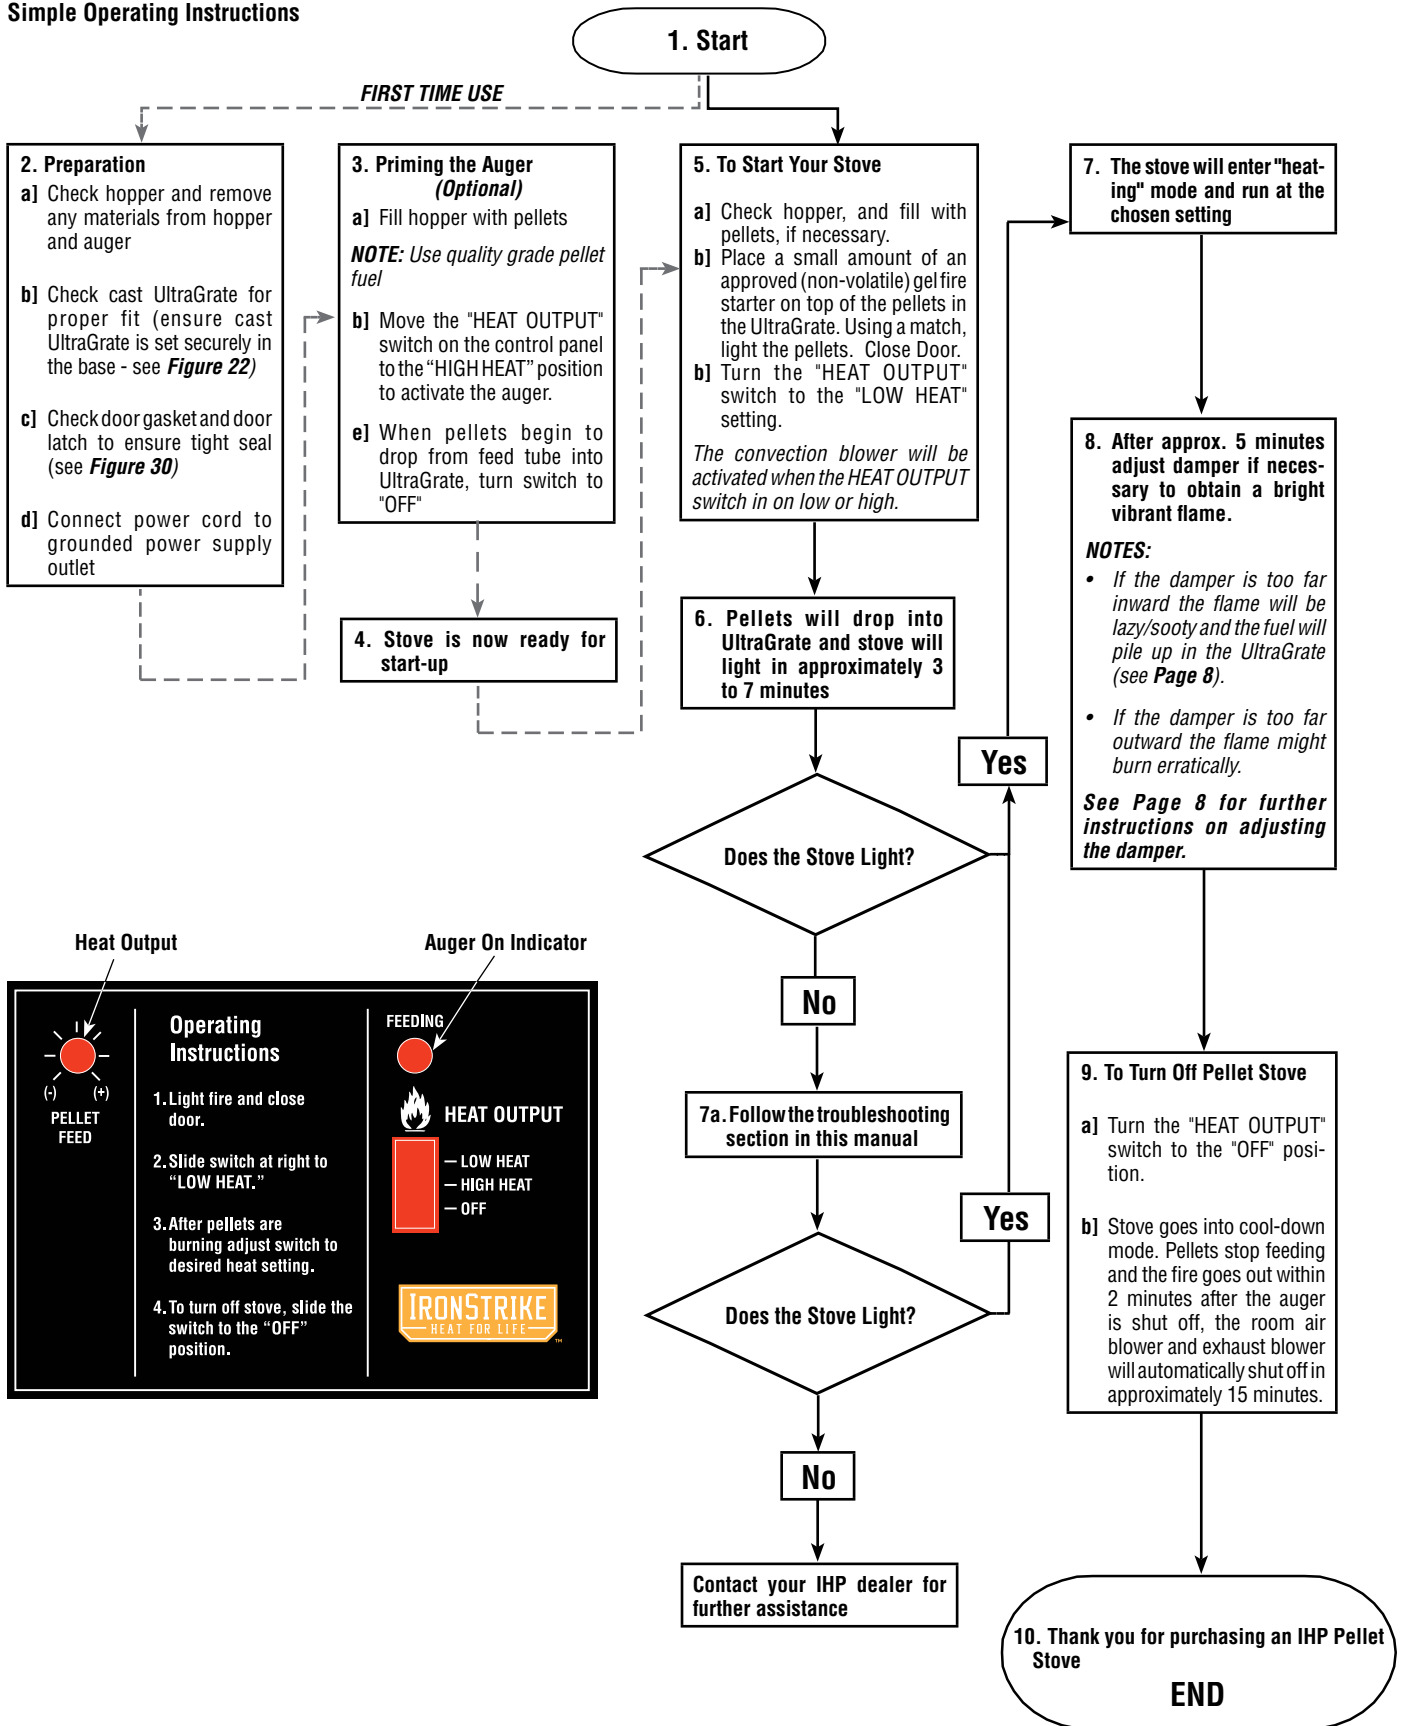 Simple Operating Instructions
1. Start
FIRST TIME USE
2. Preparation
a] Check hopper and remove
any materials from hopper
and auger
b] Check cast UltraGrate for
proper fit (ensure cast
UltraGrate is set securely in
the base - see Figure 22)
c] Check door gasket and door
latch to ensure tight seal
(see Figure 30)
d] Connect power cord to
grounded power supply
outlet
3. Priming the Auger
(Optional)
a] Fill hopper with pellets
NOTE: Use quality grade pellet
fuel
b] Move the "HEAT OUTPUT"
switch on the control panel
to the “HIGH HEAT” position
to activate the auger.
e] When pellets begin to
drop from feed tube into
UltraGrate, turn switch to
"OFF"
4. Stove is now ready for
start-up
5. To Start Your Stove
a] Check hopper, and fill with
pellets, if necessary.
b] Place a small amount of an
approved (non-volatile) gel fire
starter on top of the pellets in
the UltraGrate. Using a match,
light the pellets. Close Door.
b] Turn the "HEAT OUTPUT"
switch to the "LOW HEAT"
setting.
The convection blower will be
activated when the HEAT OUTPUT
switch in on low or high.
6. Pellets will drop into
UltraGrate and stove will
light in approximately 3
to 7 minutes
Does the Stove Light?
Yes
No
7a. Follow the troubleshooting
section in this manual
Does the Stove Light?
Yes
No
Contact your IHP dealer for
further assistance
7. The stove will enter "heat-
ing" mode and run at the
chosen setting
8. After approx. 5 minutes
adjust damper if neces-
sary to obtain a bright
vibrant flame.
NOTES:
• If the damper is too far
inward the flame will be
lazy/sooty and the fuel will
pile up in the UltraGrate
(see Page 8).
• If the damper is too far
outward the flame might
burn erratically.
See Page 8 for further
instructions on adjusting
the damper.
9. To Turn Off Pellet Stove
a] Turn the "HEAT OUTPUT"
switch to the "OFF" posi-
tion.
b] Stove goes into cool-down
mode. Pellets stop feeding
and the fire goes out within
2 minutes after the auger
is shut off, the room air
blower and exhaust blower
will automatically shut off in
approximately 15 minutes.
10. Thank you for purchasing an IHP Pellet
Stove
END
Heat Output
Auger On Indicator
(-) (+)
PELLET
FEED
Operating
Instructions
1. Light fire and close
door.
2. Slide switch at right to
“LOW HEAT.”
3. After pellets are
burning adjust switch to
desired heat setting.
4. To turn off stove, slide the
switch to the “OFF”
position.
FEEDING
HEAT OUTPUT
– LOW HEAT
– HIGH HEAT
– OFF
IRONSTRIKE
HEAT FOR LIFE
™